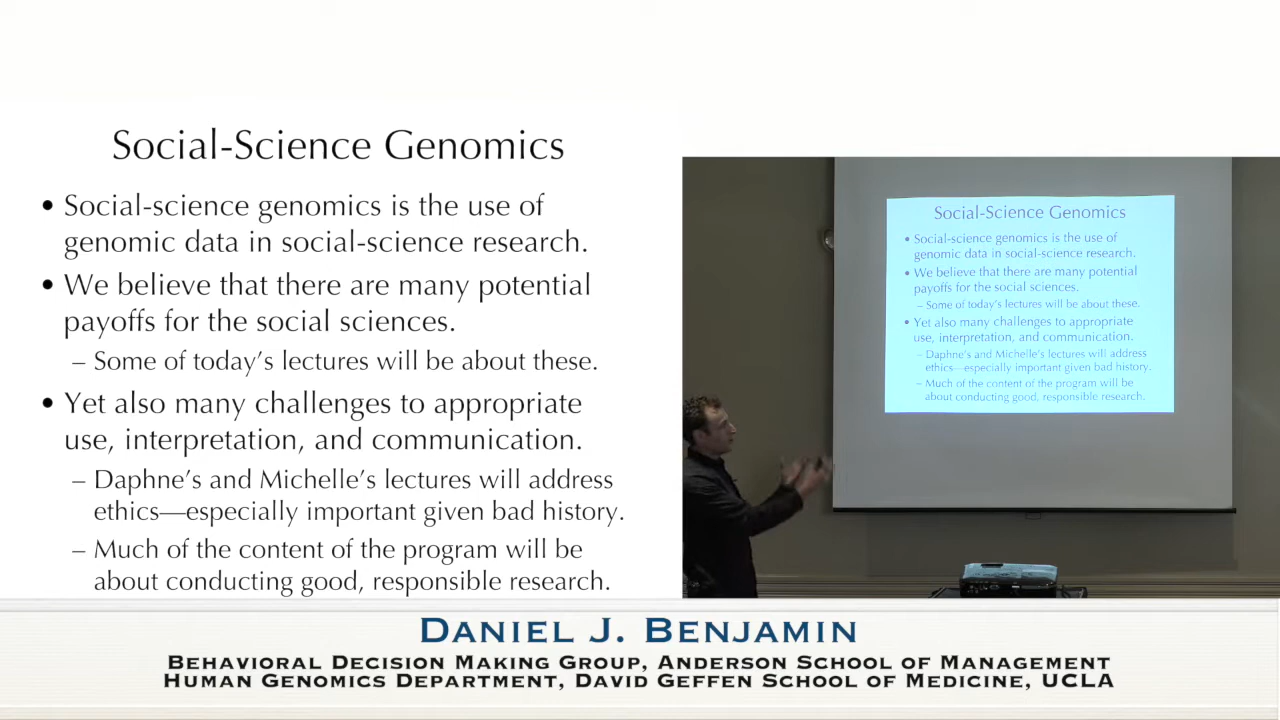 Social-Science Genomics
• Social-science genomics is the use of
genomic data in social-science research.
• We believe that there are many potential
payoffs for the social sciences.
– Some of today's lectures will be about these.
• Yet also many challenges to appropriate
use, interpretation, and communication.
– Daphne's and Michelle's lectures will address
ethics—especially important given bad history.
– Much of the content of the program will be
about conducting good, responsible research.
Social-Science Genomics
• Social-science genomics is the use of
genomic data in social-science research.
• We believe that there are many potential
payoffs for the social sciences.
– Some of today's lectures will be about these.
• Yet also many challenges to appropriate
use, interpretation, and communication.
– Daphne's and Michelle's lectures will address
ethics—especially important given bad history.
– Much of the content of the program will be
about conducting good, responsible research.
DANIEL J. BENJAMIN
BEHAVIORAL DECISION MAKING GROUP, ANDERSON SCHOOL OF MANAGEMENT
HUMAN GENOMICS DEPARTMENT, DAVID GEFFEN SCHOOL OF MEDICINE, UCLA